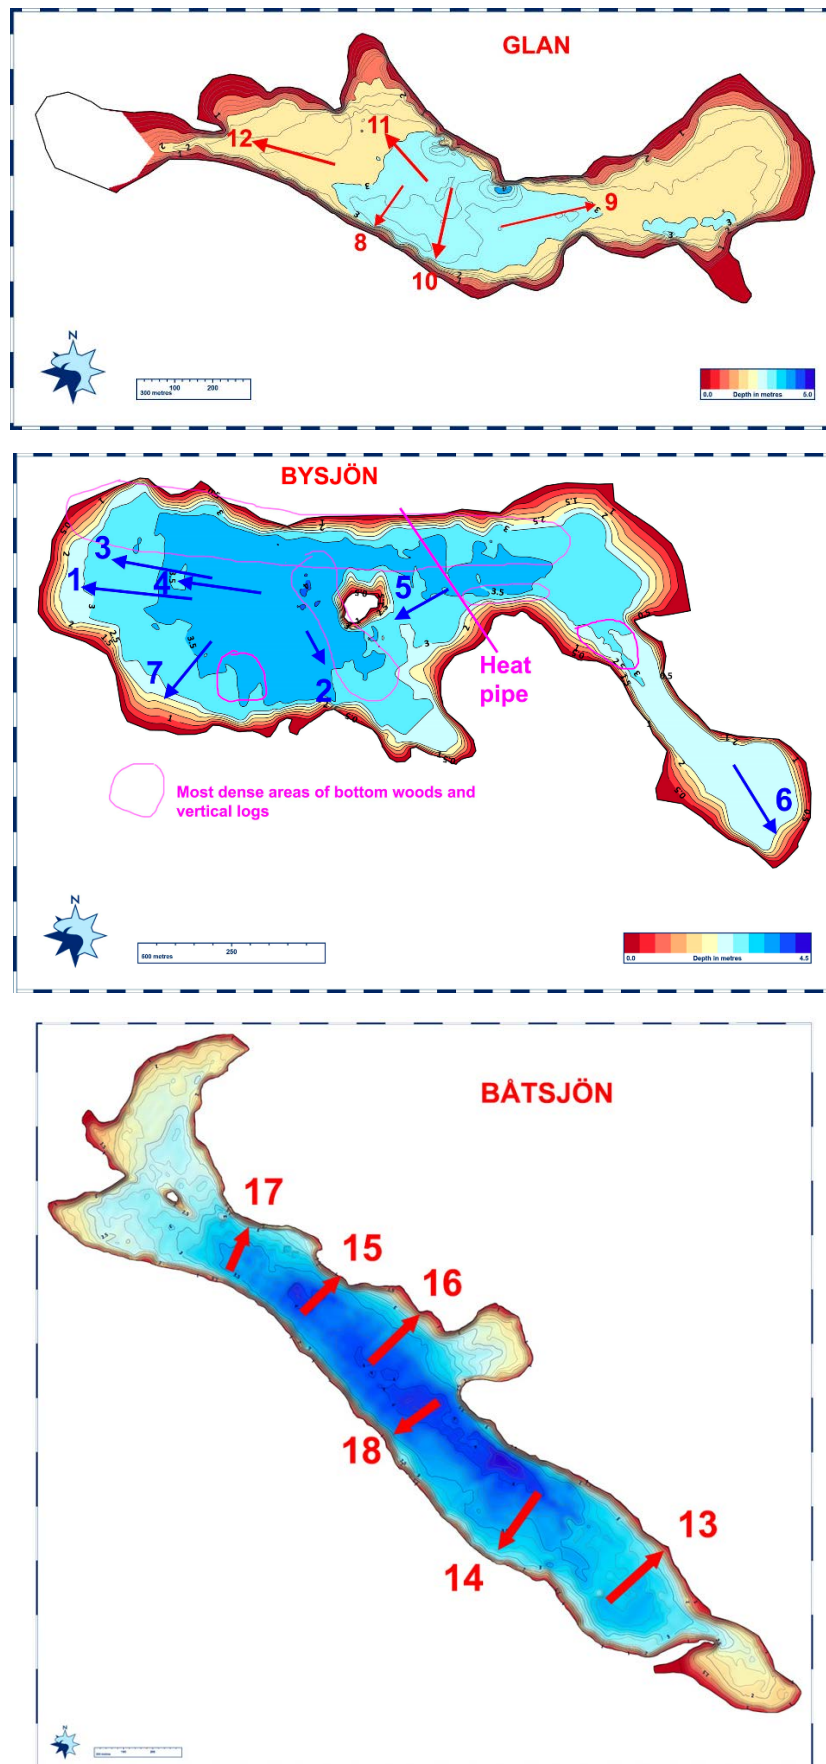 GLAN
12
11
9
8
10
N
100 200
300 metres
0.0 Depth in metres 5.0
BYSJÖN
3
1
4
5
7
2
6
Heat
pipe
Most dense areas of bottom woods and
vertical logs
N
250
500 metres
0.0 Depth in metres 4.5
BÅTSJÖN
17
15
16
18
14
13
N